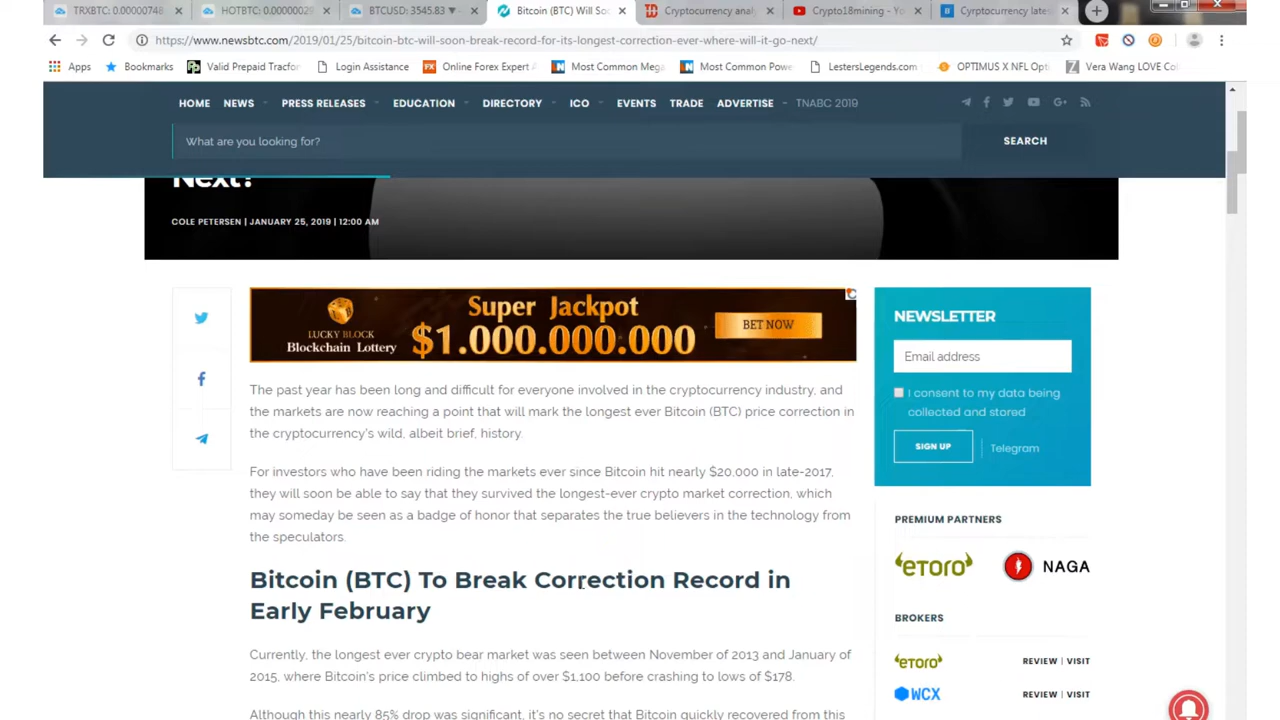 TRXBTC: 0.00000748
HOTBTC: 0.00000029
BTCUSD: 3545.83 ▼
Bitcoin (BTC) Will Soo
Cryptocurrency anal
Crypto18mining - Yo
Cyrptocurrency lates
https://www.newsbtc.com/2019/01/25/bitcoin-btc-will-soon-break-record-for-its-longest-correction-ever-where-will-it-go-next/
Apps
Bookmarks
Valid Prepaid Tracfon
Login Assistance
Online Forex Expert A
Most Common Mega
Most Common Powe
LestersLegends.com
OPTIMUS X NFL Opti
Vera Wang LOVE Co
HOME NEWS PRESS RELEASES EDUCATION DIRECTORY ICO EVENTS TRADE ADVERTISE TNABC 2019
What are you looking for?
SEARCH
Next?
COLE PETERSEN | JANUARY 25, 2019 | 12:00 AM
LUCKY BLOCK
Blockchain Lottery
Super Jackpot
$1.000.000.000
BET NOW
The past year has been long and difficult for everyone involved in the cryptocurrency industry, and
the markets are now reaching a point that will mark the longest ever Bitcoin (BTC) price correction in
the cryptocurrency's wild, albeit brief, history.
For investors who have been riding the markets ever since Bitcoin hit nearly $20,000 in late-2017,
they will soon be able to say that they survived the longest-ever crypto market correction, which
may someday be seen as a badge of honor that separates the true believers in the technology from
the speculators.
Bitcoin (BTC) To Break Correction Record in
Early February
Currently, the longest ever crypto bear market was seen between November of 2013 and January of
2015, where Bitcoin's price climbed to highs of over $1,100 before crashing to lows of $178.
Although this nearly 85% drop was significant, it's no secret that Bitcoin quickly recovered from this
NEWSLETTER
Email address
I consent to my data being
collected and stored
SIGN UP
Telegram
PREMIUM PARTNERS
etoro
NAGA
BROKERS
etoro REVIEW | VISIT
WCX REVIEW | VISIT